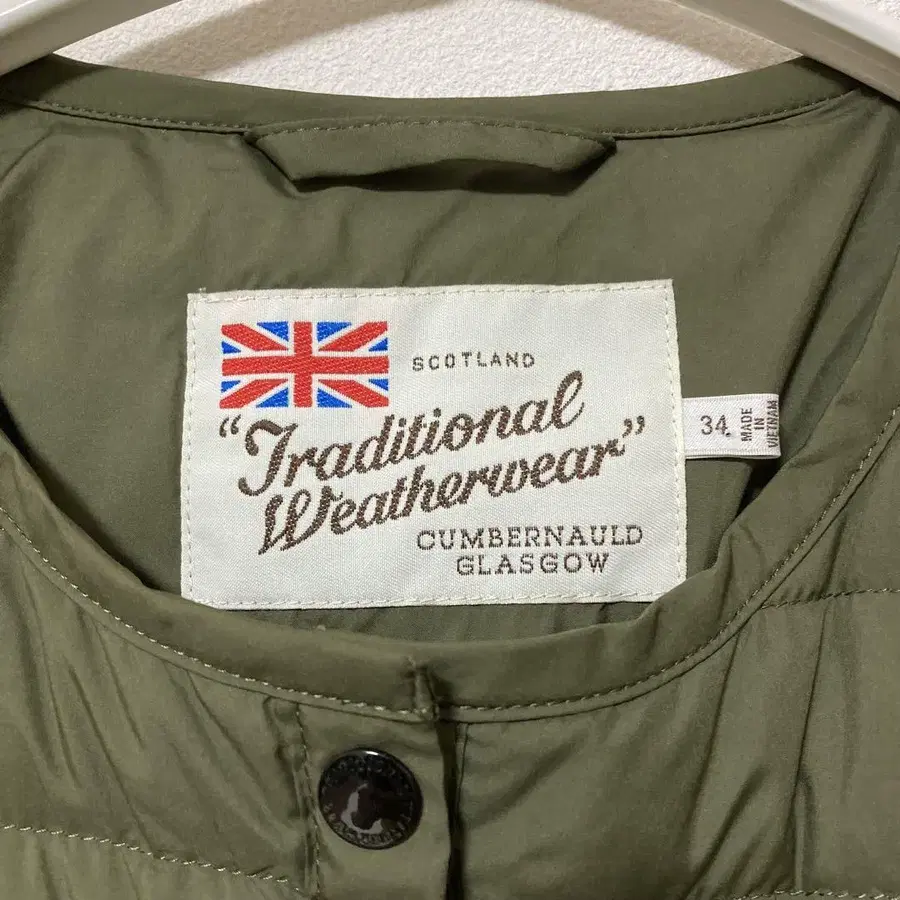 SCOTLAND
"Traditional
Weatherwear"
CUMBERNAULD
GLASGOW
34.
MADE
IN
VIETNAM